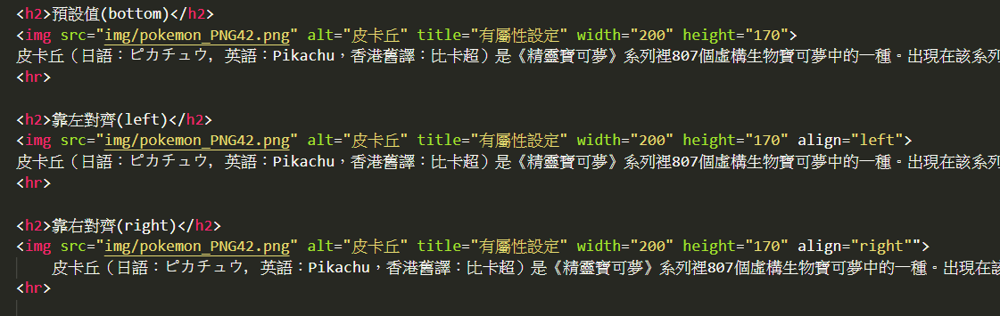 <h2>預設值(bottom)</h2>
<img src="img/pokemon_PNG42.png" alt="皮卡丘" title="有屬性設定" width="200" height="170">
皮卡丘（日語：ピカチュウ, 英語：Pikachu，香港舊譯：比卡超）是《精靈寶可夢》系列裡807個虛構生物寶可夢中的一種。出現在該系列
<hr>
<h2>靠左對齊(left)</h2>
<img src="img/pokemon_PNG42.png" alt="皮卡丘" title="有屬性設定" width="200" height="170" align="left">
皮卡丘（日語：ピカチュウ, 英語：Pikachu，香港舊譯：比卡超）是《精靈寶可夢》系列裡807個虛構生物寶可夢中的一種。出現在該系列
<hr>
<h2>靠右對齊(right)</h2>
<img src="img/pokemon_PNG42.png" alt="皮卡丘" title="有屬性設定" width="200" height="170" align="right"">
皮卡丘（日語：ピカチュウ, 英語：Pikachu，香港舊譯：比卡超）是《精靈寶可夢》系列裡807個虛構生物寶可夢中的一種。出現在該
<hr>